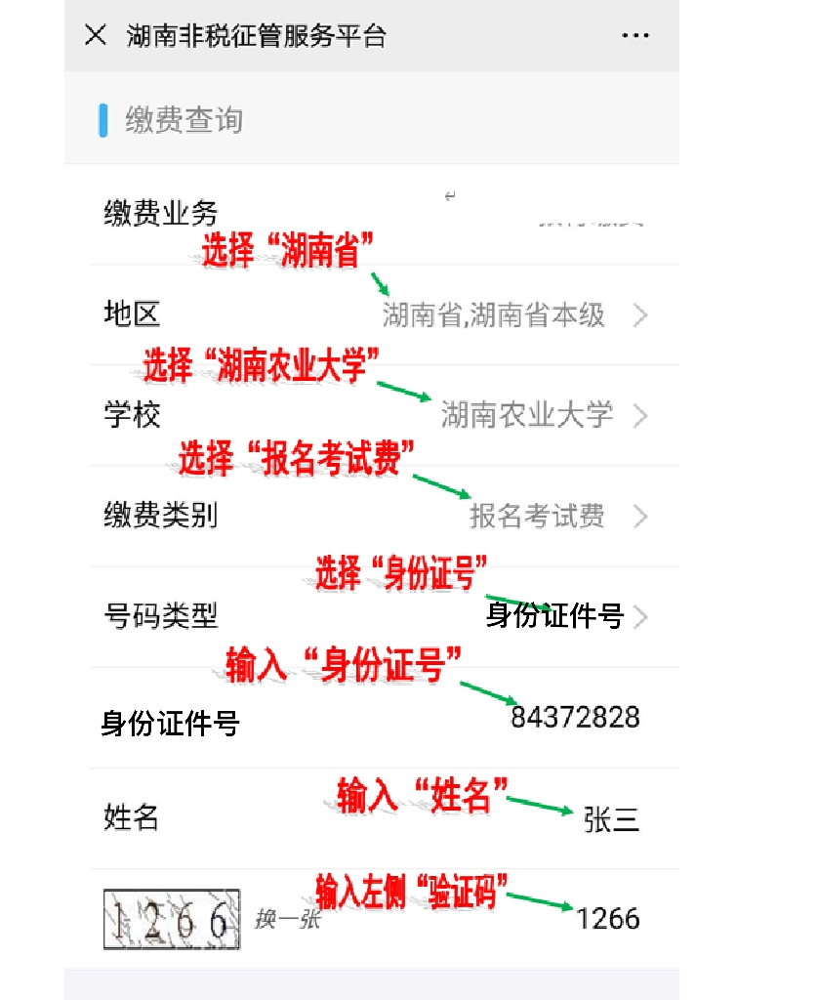 湖南非税征管服务平台
缴费查询
缴费业务
选择“湖南省”
地区 湖南省,湖南省本级
选择“湖南农业大学”
学校 湖南农业大学
选择“报名考试费”
缴费类别 报名考试费
选择“身份证号”
号码类型 身份证件号
输入“身份证号”
身份证件号 84372828
输入“姓名”
姓名 张三
输入左侧“验证码”
1266 换一张 1266